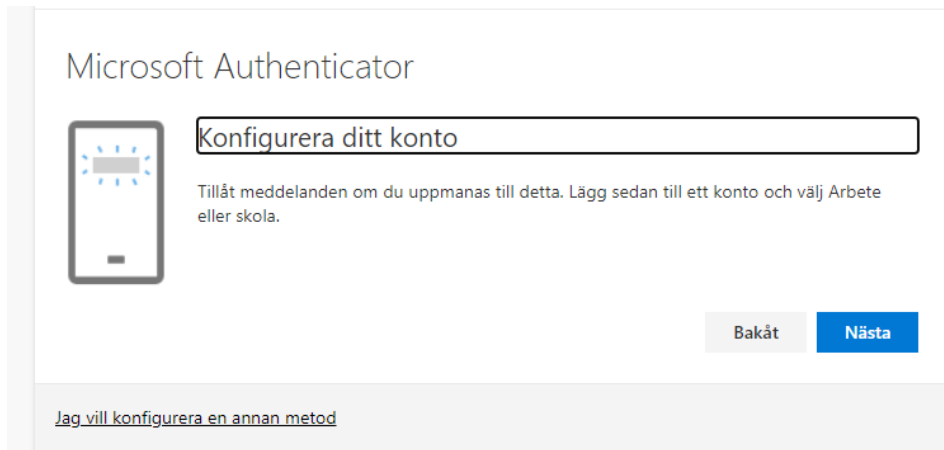 Microsoft Authenticator
Konfigurera ditt konto
Tillåt meddelanden om du uppmanas till detta. Lägg sedan till ett konto och välj Arbete
eller skola.
Bakåt
Nästa
Jag vill konfigurera en annan metod